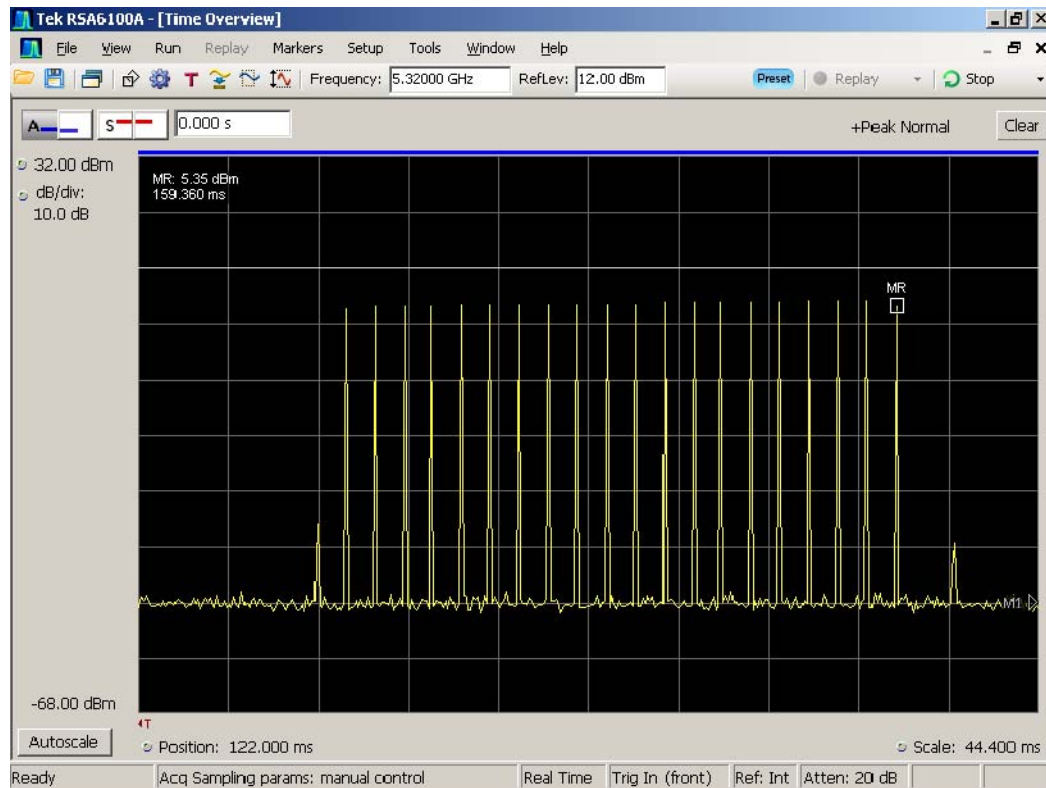 Tek RSA6100A - [Time Overview]
File View Run Replay Markers Setup Tools Window Help
T Frequency: 5.32000 GHz RefLev: 12.00 dBm Preset Replay Stop
A S 0.000 s +Peak Normal Clear
32.00 dBm
dB/div:
10.0 dB
MR: 5.35 dBm
159.360 ms
MR
M1
-68.00 dBm
T
Autoscale Position: 122.000 ms Scale: 44.400 ms
Ready Acq Sampling params: manual control Real Time Trig In (front) Ref: Int Atten: 20 dB